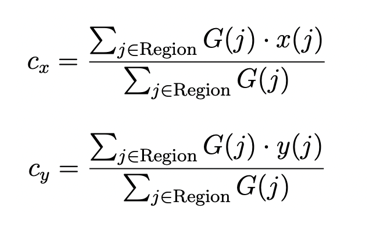 c_x = \frac{\sum_{j \in \text{Region}} G(j) \cdot x(j)}{\sum_{j \in \text{Region}} G(j)}
c_y = \frac{\sum_{j \in \text{Region}} G(j) \cdot y(j)}{\sum_{j \in \text{Region}} G(j)}